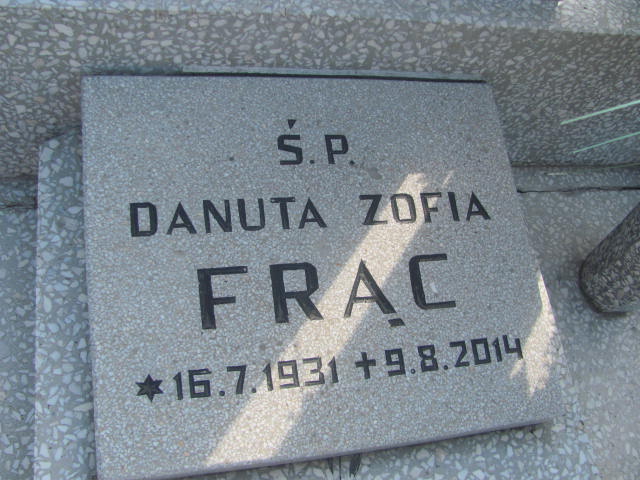 Ś.P.
DANUTA ZOFIA
FRĄC
✶16.7.1931 +9.8.2014